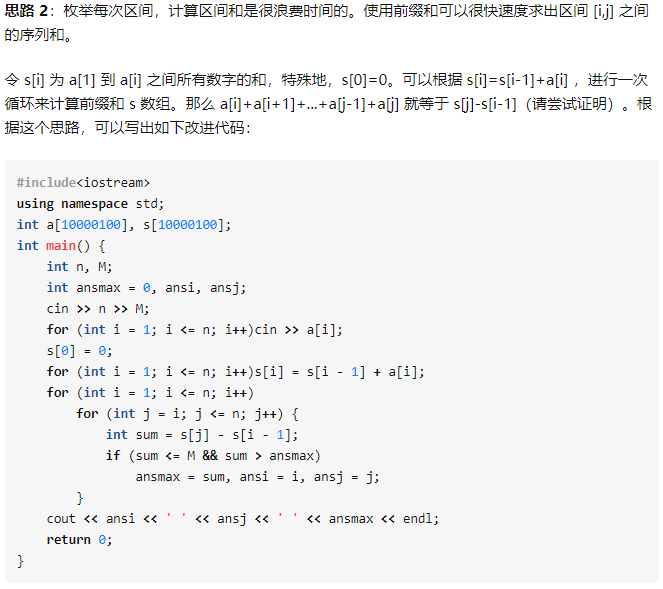 思路 2：枚举每次区间，计算区间和是很浪费时间的。使用前缀和可以很快速度求出区间 [i,j] 之间
的序列和。
令 s[i] 为 a[1] 到 a[i] 之间所有数字的和，特殊地，s[0]=0。可以根据 s[i]=s[i-1]+a[i] ，进行一次
循环来计算前缀和 s 数组。那么 a[i]+a[i+1]+...+a[j-1]+a[j] 就等于 s[j]-s[i-1]（请尝试证明）。根
据这个思路，可以写出如下改进代码：
#include<iostream>
using namespace std;
int a[10000100], s[10000100];
int main() {
    int n, M;
    int ansmax = 0, ansi, ansj;
    cin >> n >> M;
    for (int i = 1; i <= n; i++)cin >> a[i];
    s[0] = 0;
    for (int i = 1; i <= n; i++)s[i] = s[i - 1] + a[i];
    for (int i = 1; i <= n; i++)
        for (int j = i; j <= n; j++) {
            int sum = s[j] - s[i - 1];
            if (sum <= M && sum > ansmax)
                ansmax = sum, ansi = i, ansj = j;
        }
    cout << ansi << ' ' << ansj << ' ' << ansmax << endl;
    return 0;
}